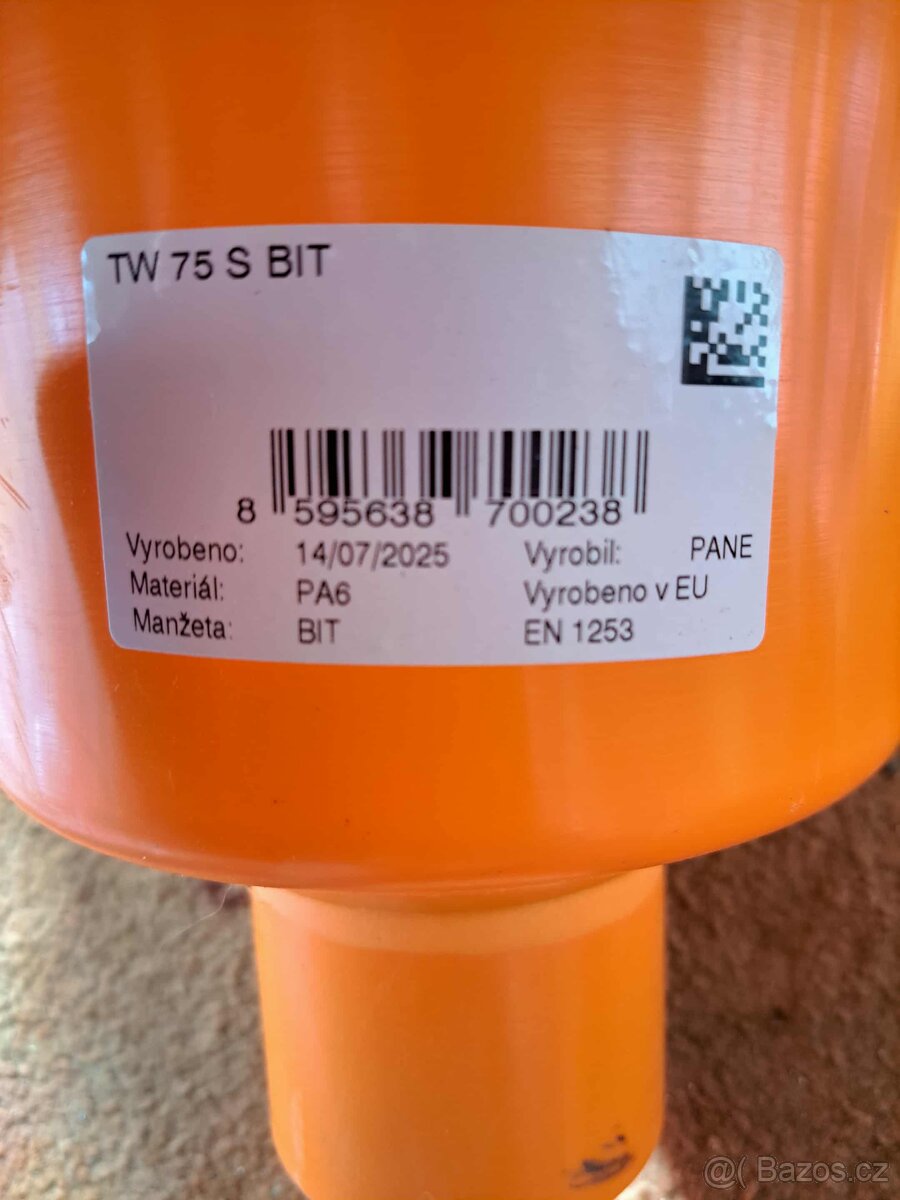 TW 75 S BIT
8 595638 700238
Vyrobeno: 14/07/2025 Vyrobil: PANE
Materiál: PA6 Vyrobeno v EU
Manžeta: BIT EN 1253
@( Bazos.cz